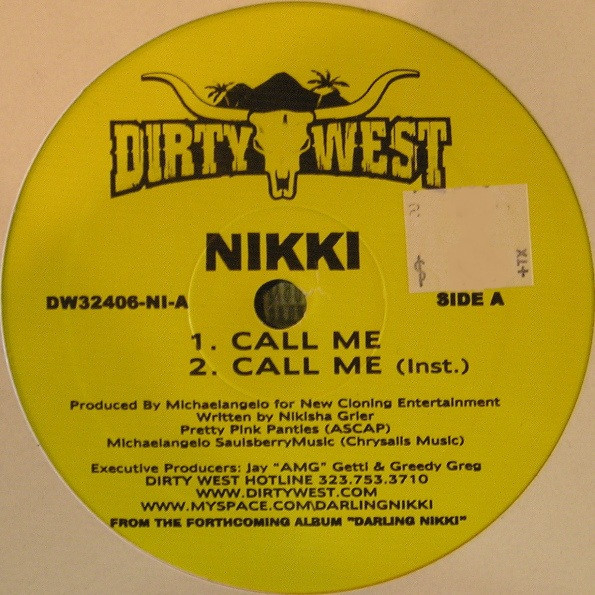 DIRTY WEST
NIKKI
DW32406-NI-A
SIDE A
1. CALL ME
2. CALL ME (Inst.)
Produced By Michaelangelo for New Cloning Entertainment
Written by Nikisha Grier
Pretty Pink Panties (ASCAP)
Michaelangelo SaulsberryMusic (Chrysalis Music)
Executive Producers: Jay "AMG" Getti & Greedy Greg
DIRTY WEST HOTLINE 323.753.3710
WWW.DIRTYWEST.COM
WWW.MYSPACE.COM\DARLINGNIKKI
FROM THE FORTHCOMING ALBUM "DARLING NIKKI"